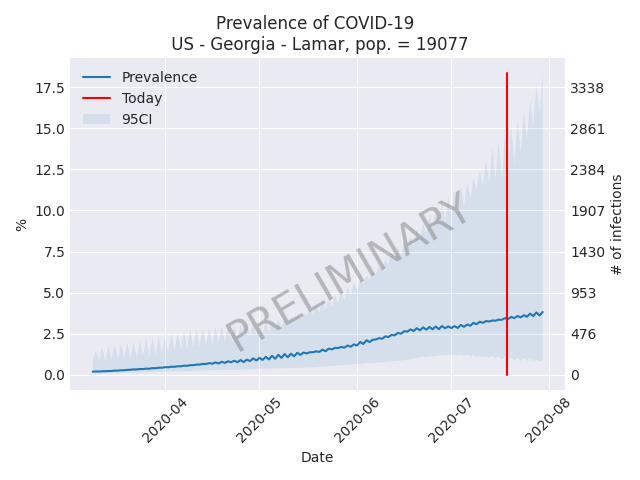 Prevalence of COVID-19
US - Georgia - Lamar, pop. = 19077
Prevalence
Today
95CI
17.5
15.0
12.5
10.0
7.5
5.0
2.5
0.0
%
3338
2861
2384
1907
1430
953
476
0
# of infections
PRELIMINARY
2020-04
2020-05
2020-06
2020-07
2020-08
Date